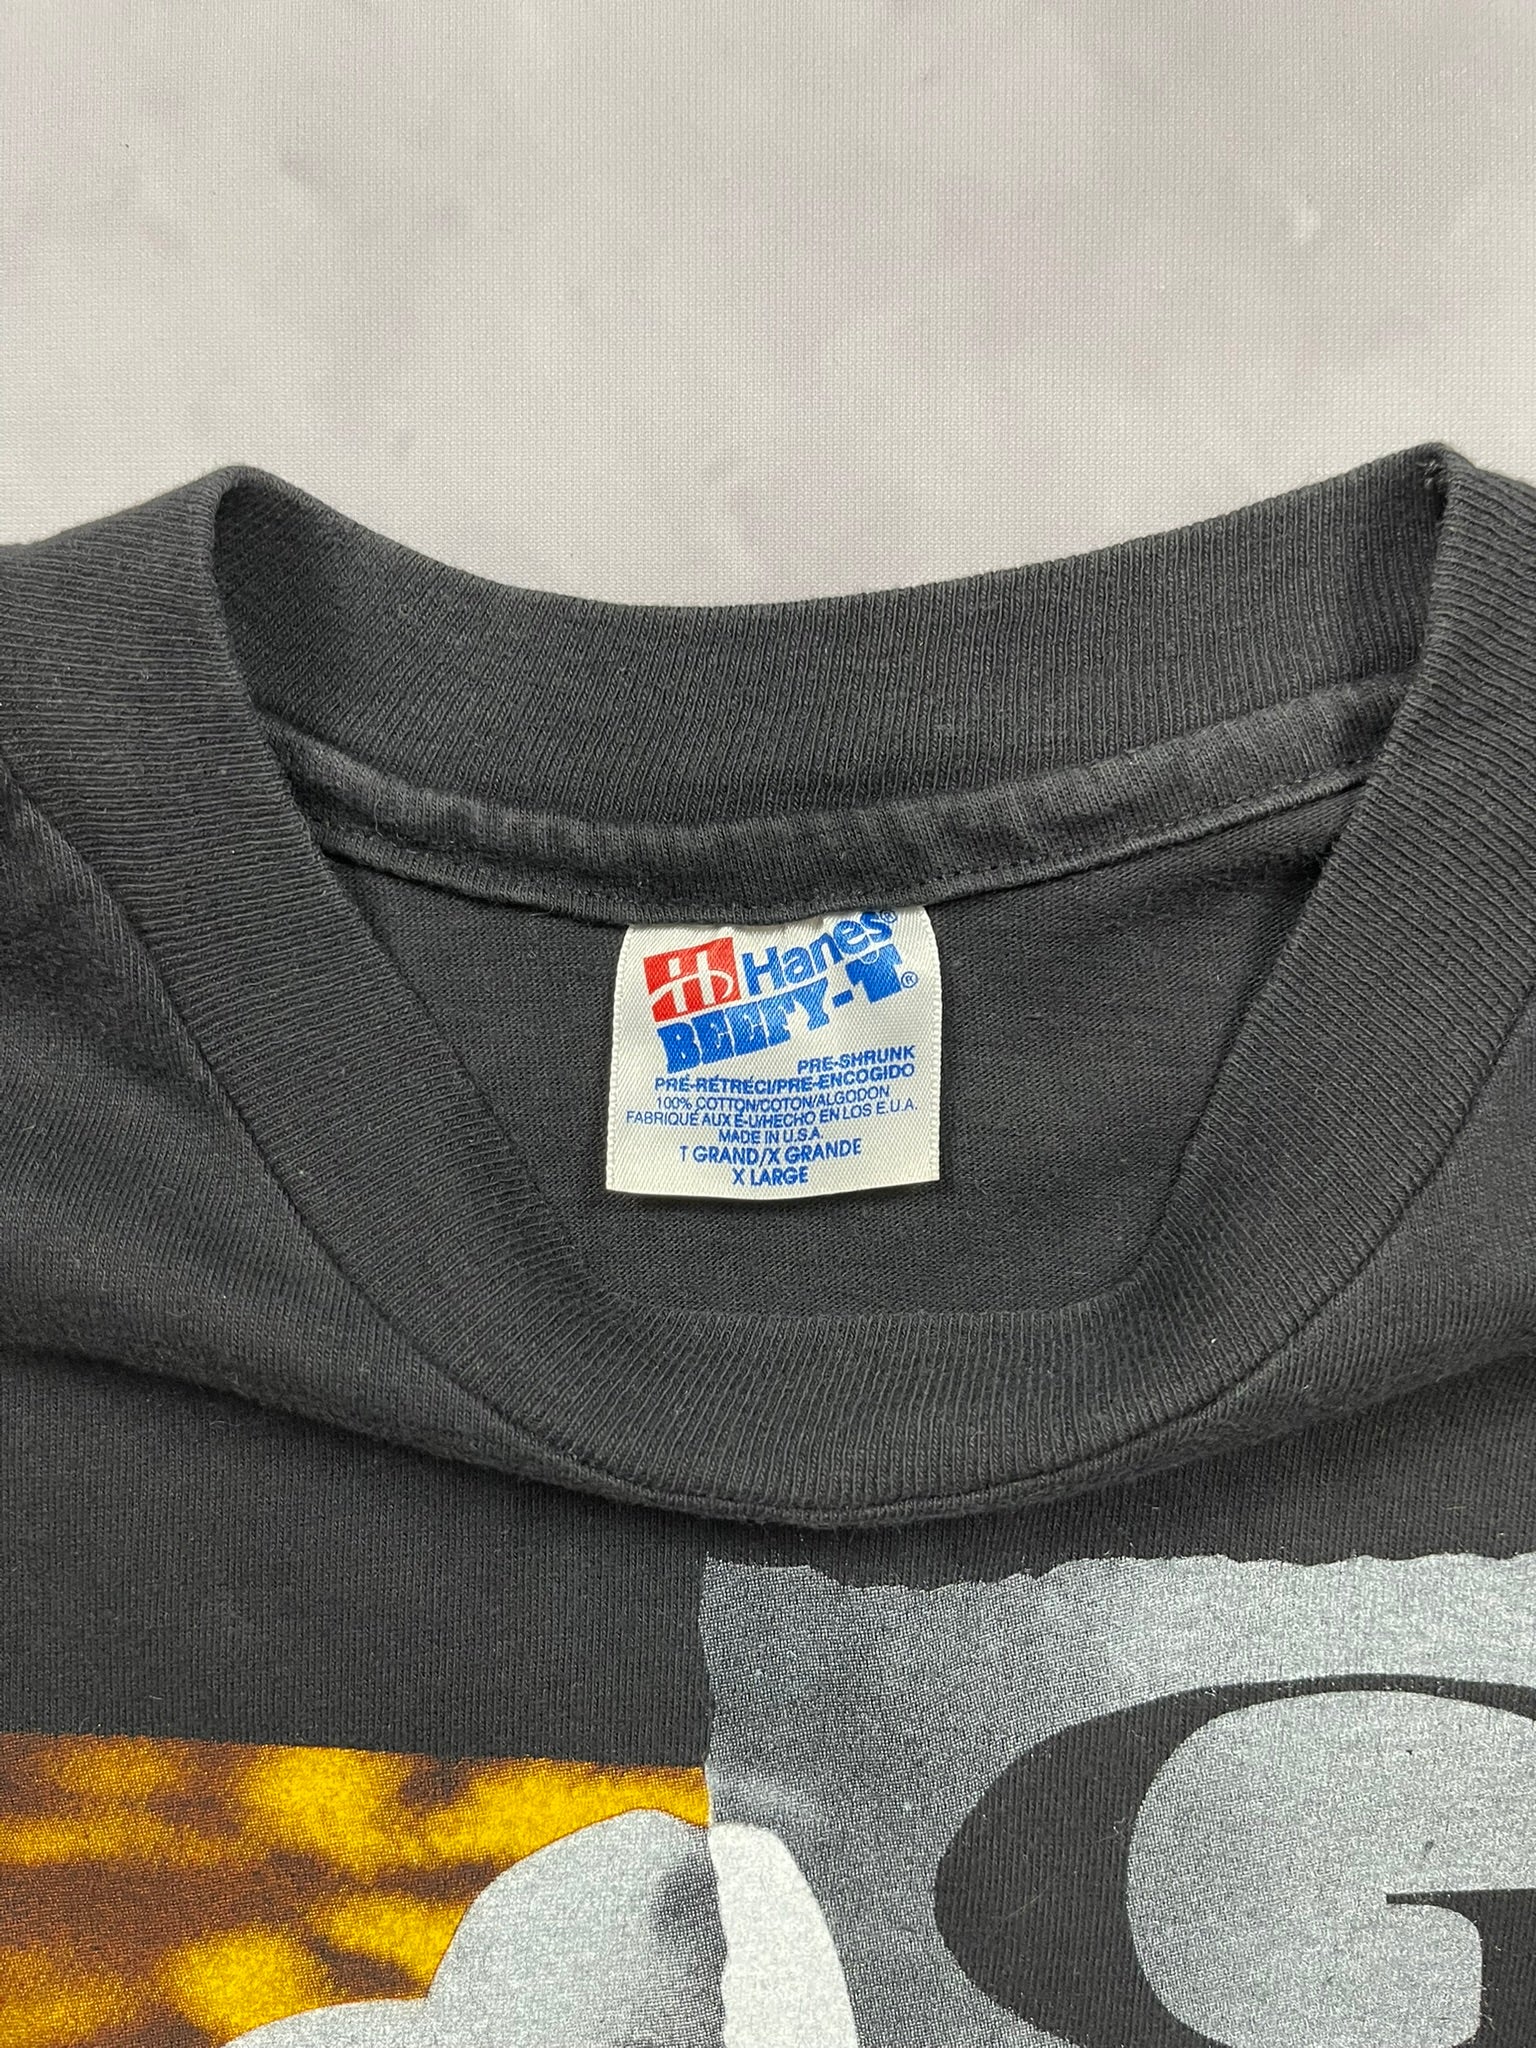 Hanes®
BEEFY-T®
PRE-SHRUNK
PRÉ-RÉTRÉCI/PRE-ENCOGIDO
100% COTTON/COTON/ALGODON
FABRIQUÉ AUX É-U/HECHO EN LOS E.U.A.
MADE IN U.S.A.
T GRAND/X GRANDE
X LARGE
G